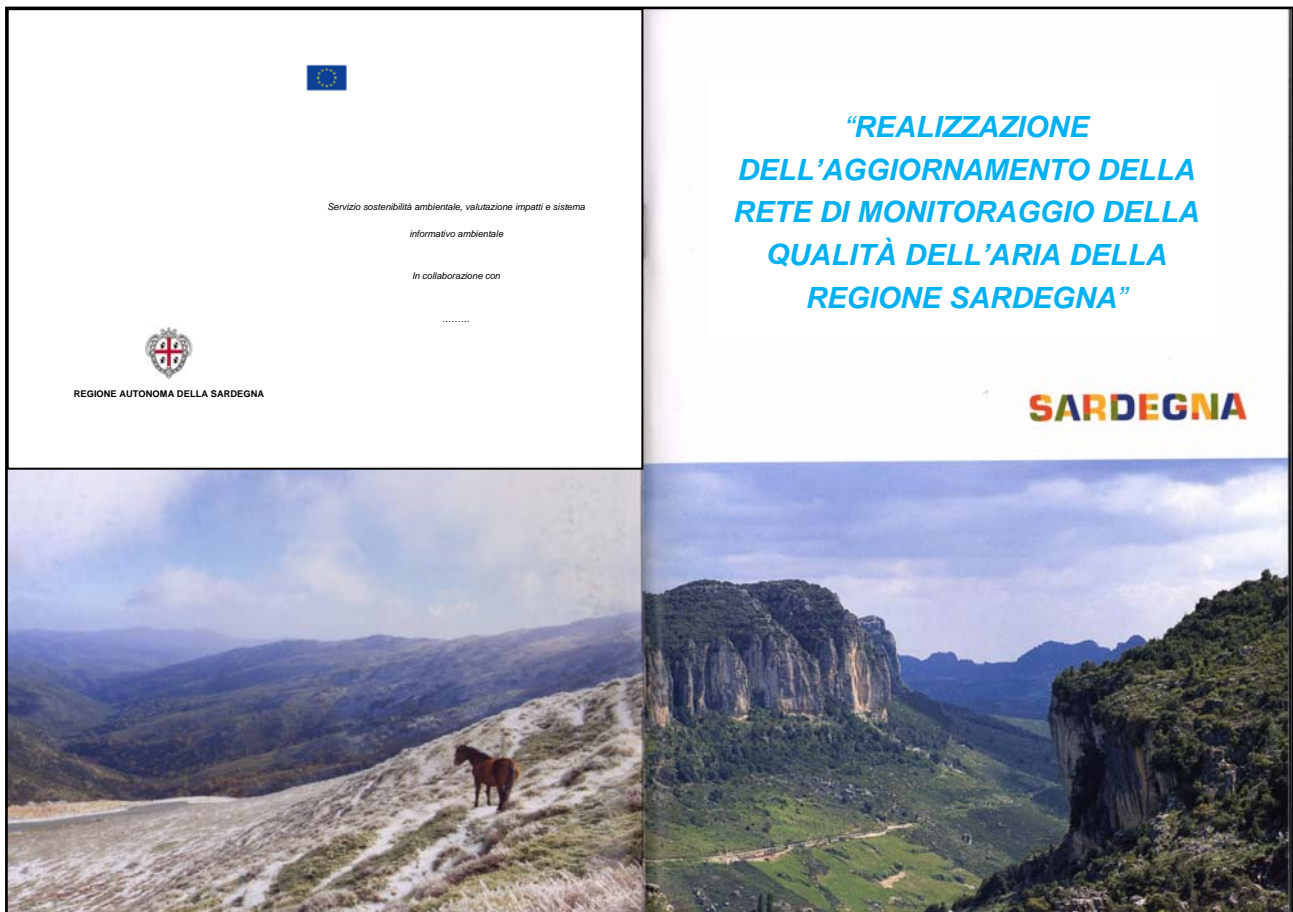 Servizio sostenibilità ambientale, valutazione impatti e sistema
informativo ambientale
In collaborazione con
.........
REGIONE AUTONOMA DELLA SARDEGNA
“REALIZZAZIONE
DELL’AGGIORNAMENTO DELLA
RETE DI MONITORAGGIO DELLA
QUALITÀ DELL’ARIA DELLA
REGIONE SARDEGNA”
SARDEGNA